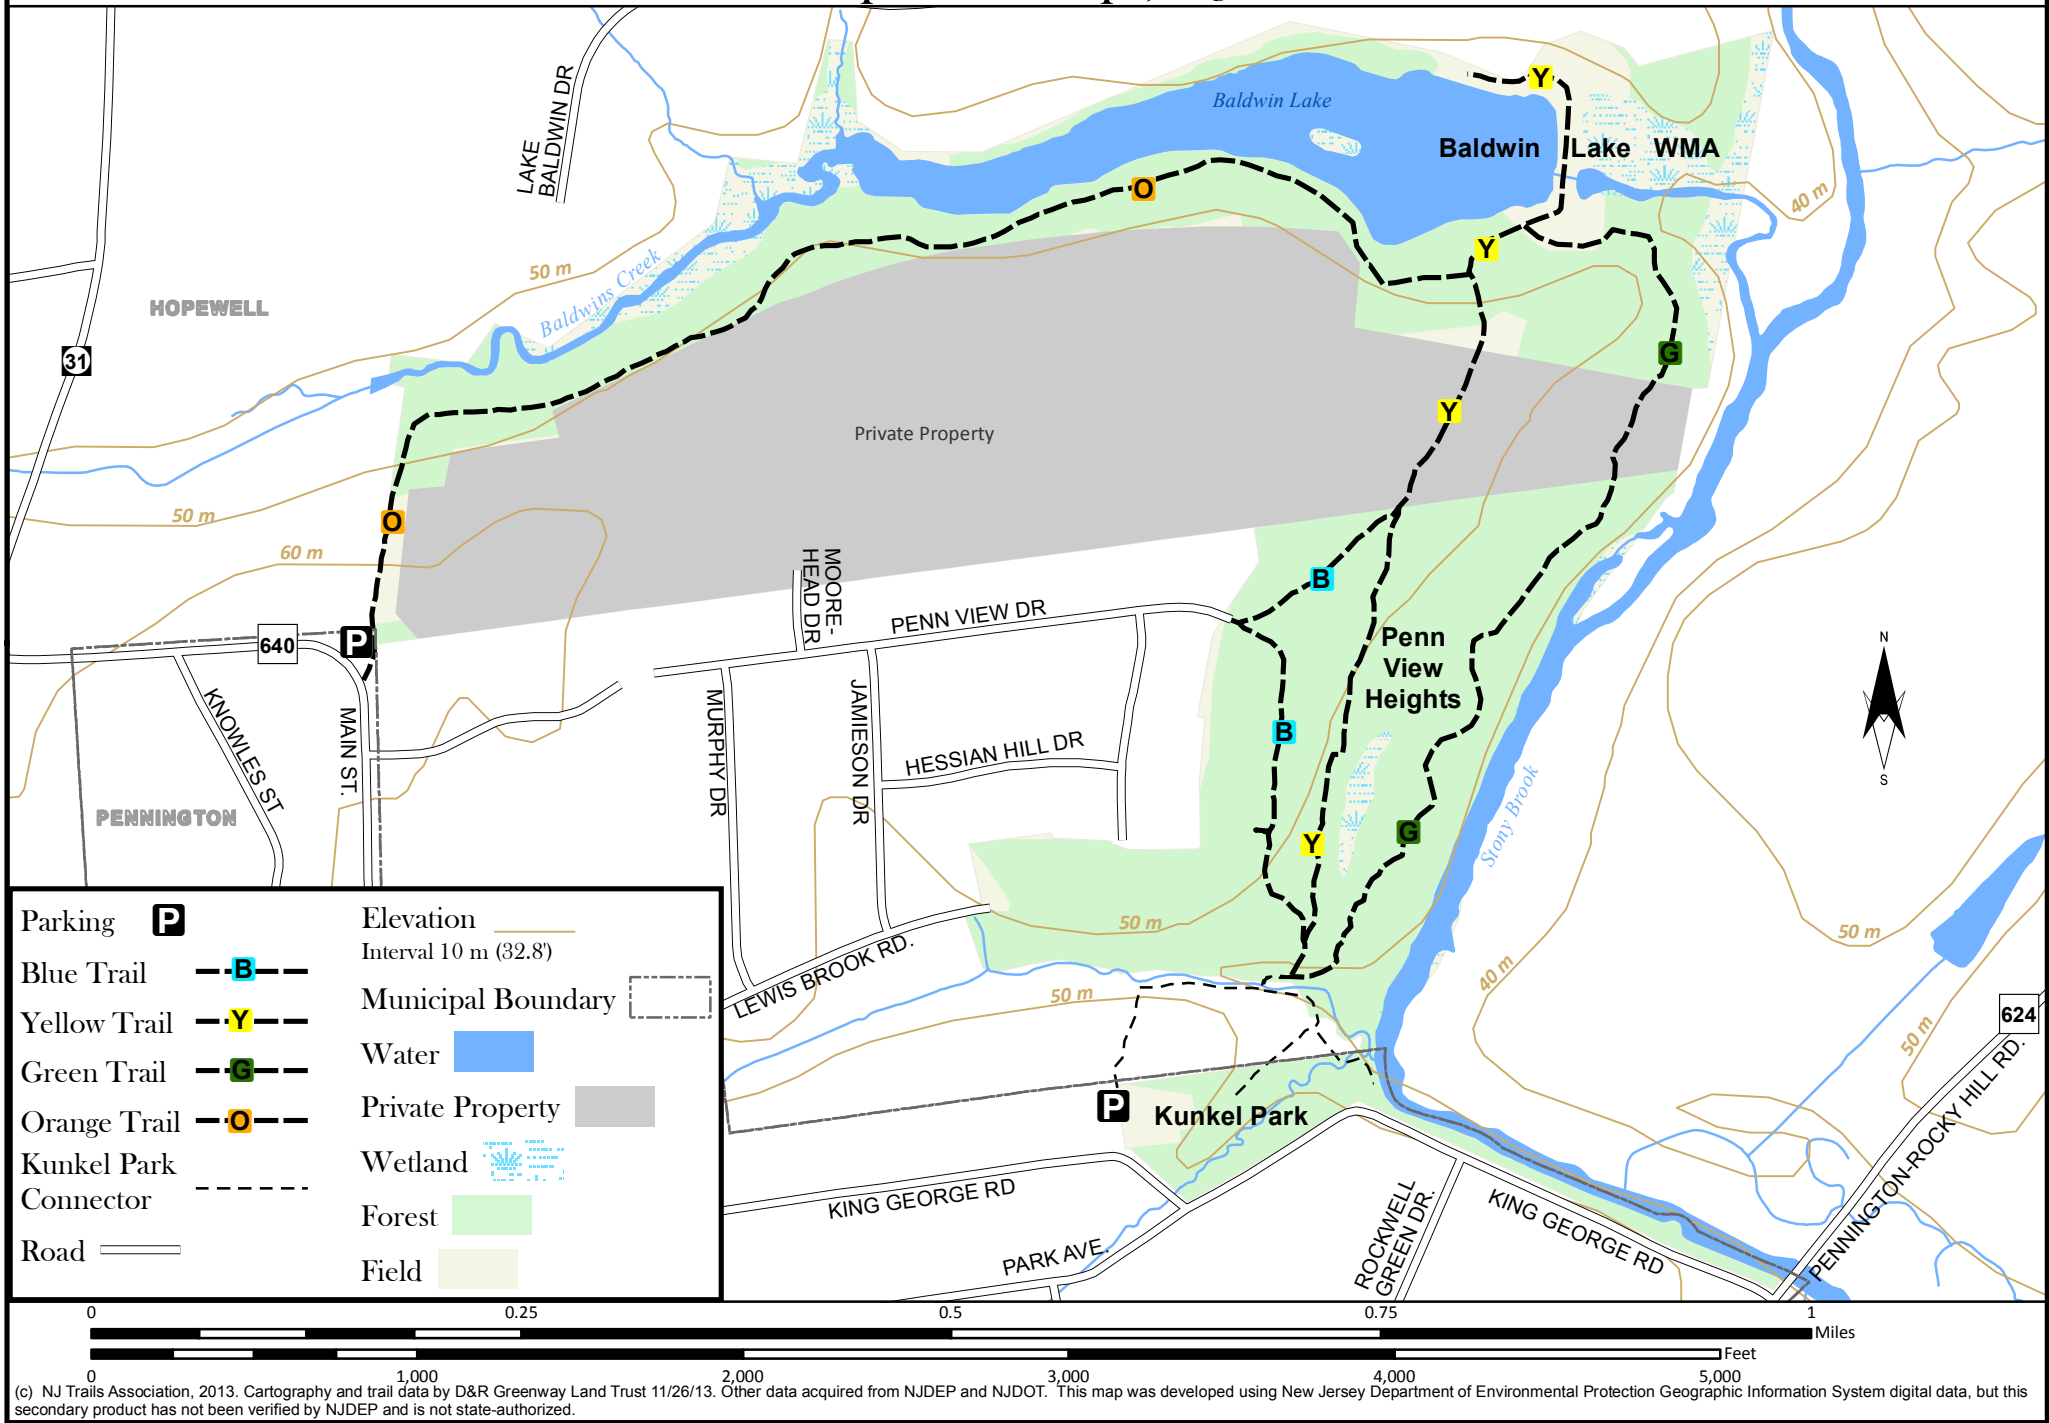 Baldwin Lake
Y
Baldwin Lake WMA
LAKE
BALDWIN DR
O
40 m
Y
50 m
Baldwins Creek
HOPEWELL
31
G
Y
Private Property
50 m
O
60 m
MOORE-
HEAD DR
B
PENN VIEW DR
Penn
View
Heights
N
S
640
P
KNOWLES ST
MAIN ST.
MURPHY DR
JAMIESON DR
HESSIAN HILL DR
B
PENNINGTON
Y
G
Stony Brook
50 m
50 m
LEWIS BROOK RD.
40 m
50 m
624
50 m
P
Kunkel Park
KING GEORGE RD
PARK AVE.
ROCKWELL
GREEN DR.
KING GEORGE RD
PENNINGTON-ROCKY HILL RD.
Parking P
Blue Trail B
Yellow Trail Y
Green Trail G
Orange Trail O
Kunkel Park
Connector
Road
Elevation
Interval 10 m (32.8')
Municipal Boundary
Water
Private Property
Wetland
Forest
Field
0 0.25 0.5 0.75 1
Miles
Feet
0 1,000 2,000 3,000 4,000 5,000
(c) NJ Trails Association, 2013. Cartography and trail data by D&R Greenway Land Trust 11/26/13. Other data acquired from NJDEP and NJDOT. This map was developed using New Jersey Department of Environmental Protection Geographic Information System digital data, but this
secondary product has not been verified by NJDEP and is not state-authorized.